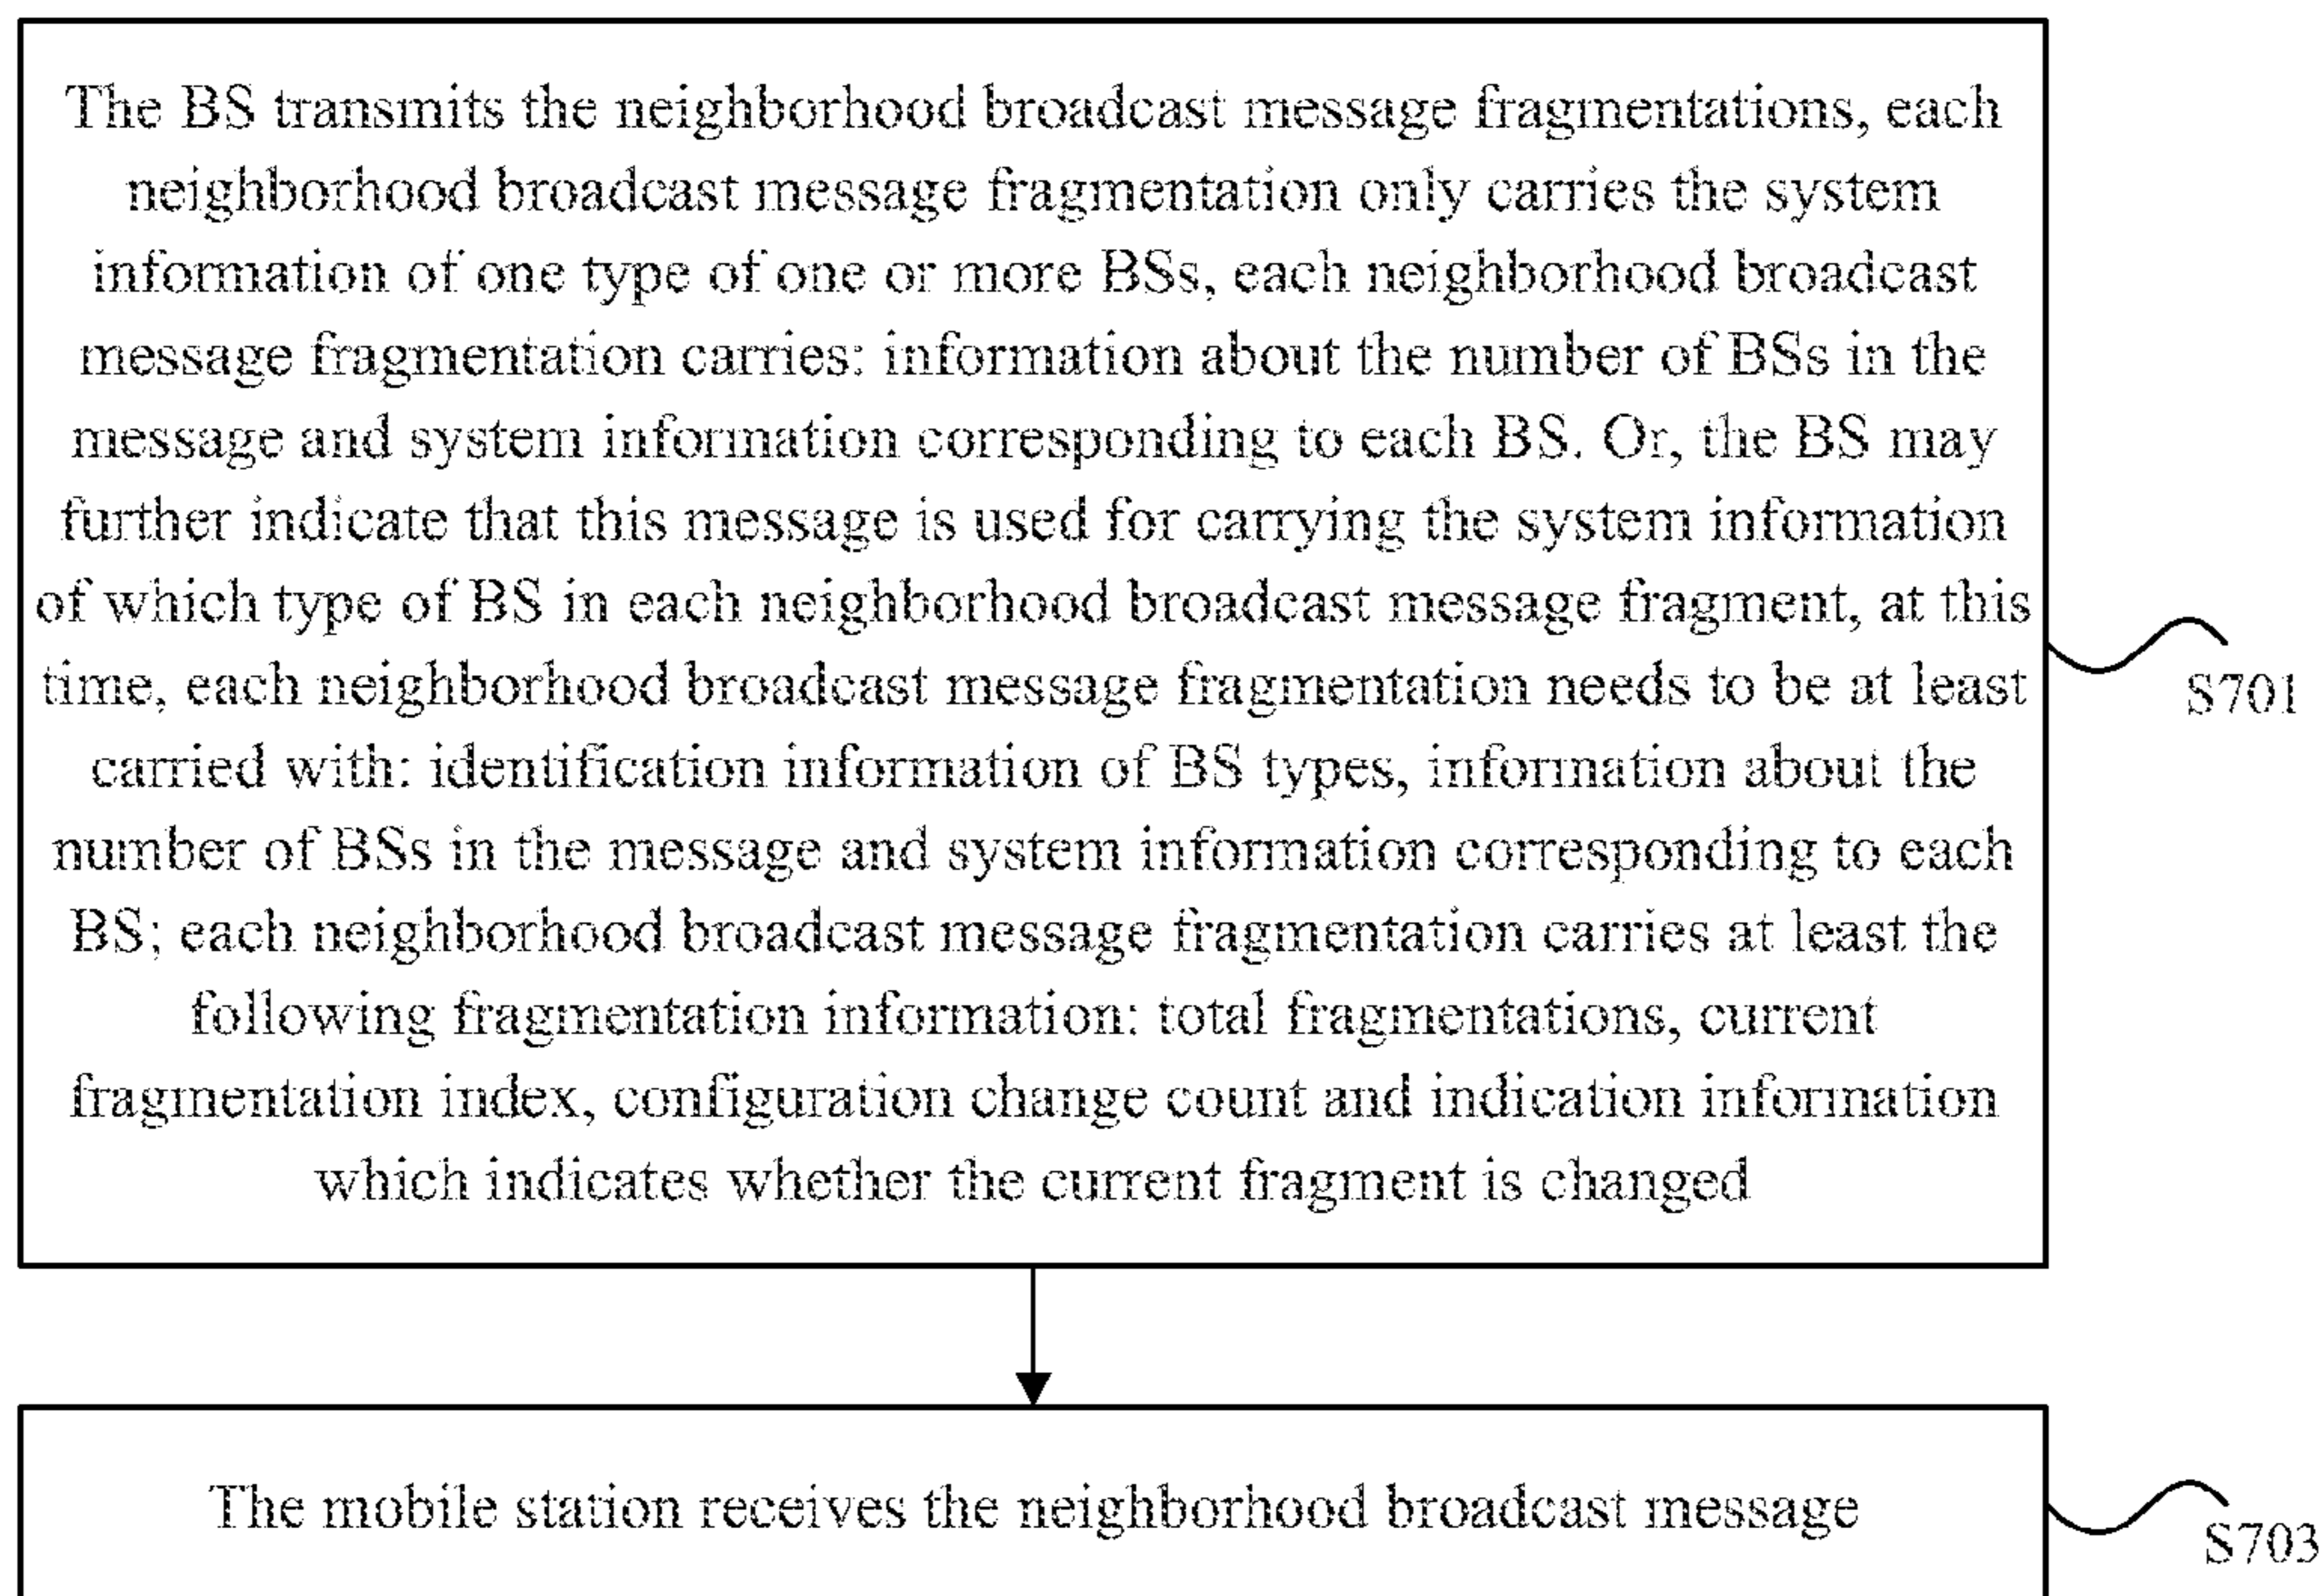 The BS transmits the neighborhood broadcast message fragmentations, each
neighborhood broadcast message fragmentation only carries the system
information of one type of one or more BSs, each neighborhood broadcast
message fragmentation carries: information about the number of BSs in the
message and system information corresponding to each BS. Or, the BS may
further indicate that this message is used for carrying the system information
of which type of BS in each neighborhood broadcast message fragment, at this
time, each neighborhood broadcast message fragmentation needs to be at least
carried with: identification information of BS types, information about the
number of BSs in the message and system information corresponding to each
BS; each neighborhood broadcast message fragmentation carries at least the
following fragmentation information: total fragmentations, current
fragmentation index, configuration change count and indication information
which indicates whether the current fragment is changed
S701
The mobile station receives the neighborhood broadcast message
S703